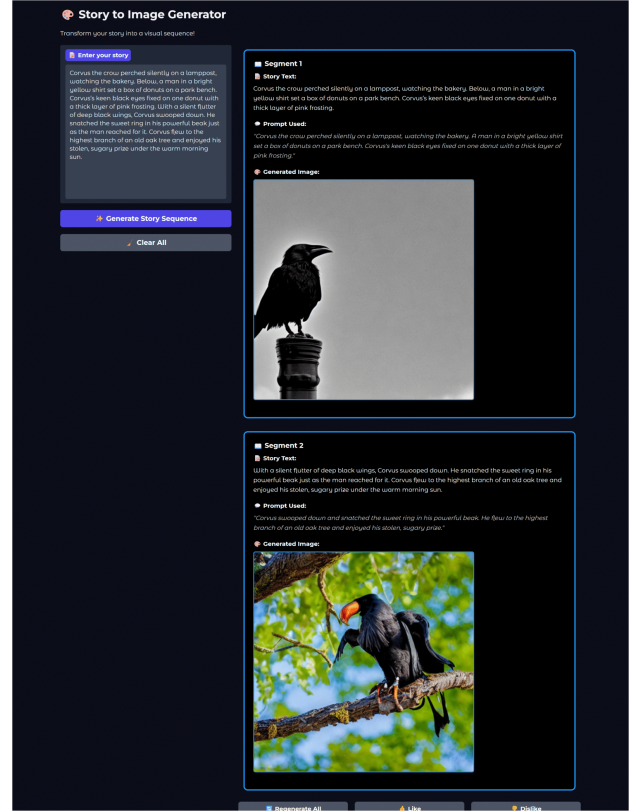 Story to Image Generator
Transform your story into a visual sequence!
Enter your story
Corvus the crow perched silently on a lamppost,
watching the bakery. Below, a man in a bright
yellow shirt set a box of donuts on a park bench.
Corvus's keen black eyes fixed on one donut with
a thick layer of pink frosting. With a silent flutter
of deep black wings, Corvus swooped down. He
snatched the sweet ring in his powerful beak just
as the man reached for it. Corvus flew to the
highest branch of an old oak tree and enjoyed his
stolen, sugary prize under the warm morning
sun.
Generate Story Sequence
Clear All
Segment 1
Story Text:
Corvus the crow perched silently on a lamppost, watching the bakery. Below, a man in a bright
yellow shirt set a box of donuts on a park bench. Corvus's keen black eyes fixed on one donut with a
thick layer of pink frosting.
Prompt Used:
"Corvus the crow perched silently on a lamppost, watching the bakery. A man in a bright yellow shirt
set a box of donuts on a park bench. Corvus's keen black eyes fixed on one donut with a thick layer of
pink frosting."
Generated Image:
Segment 2
Story Text:
With a silent flutter of deep black wings, Corvus swooped down. He snatched the sweet ring in his
powerful beak just as the man reached for it. Corvus flew to the highest branch of an old oak tree and
enjoyed his stolen, sugary prize under the warm morning sun.
Prompt Used:
"Corvus swooped down and snatched the sweet ring in his powerful beak. He flew to the highest
branch of an old oak tree and enjoyed his stolen, sugary prize."
Generated Image:
Regenerate All
Like
Dislike